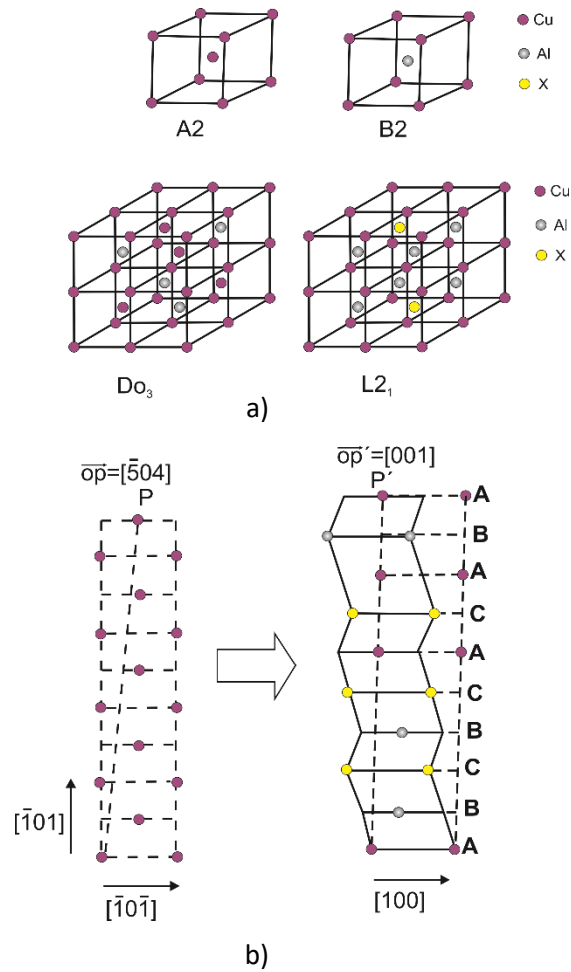 Cu
Al
X
A2
B2
Cu
Al
X
Do₃
L2₁
a)
op⃗=[5̄04]
P
op⃗´=[001]
P´
A
B
A
C
A
C
B
C
B
A
[1̄01]
[1̄01̄]
[100]
b)